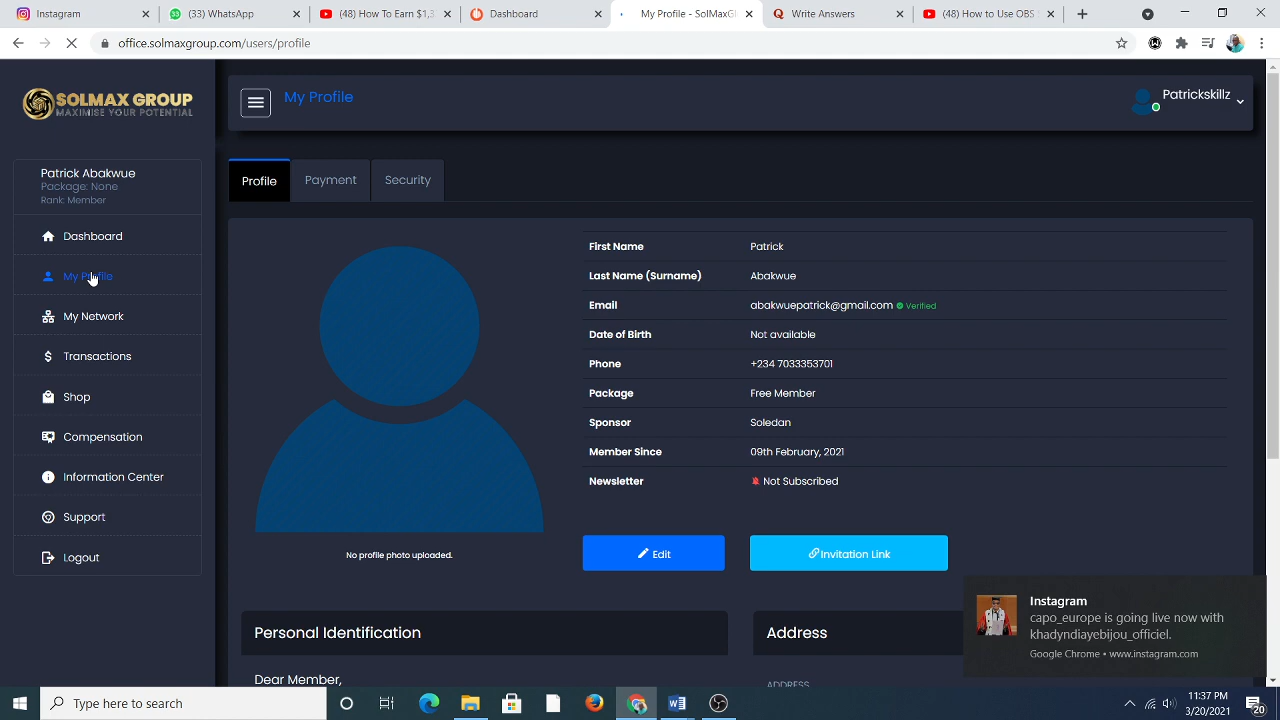 Instagram
(33) WhatsApp
(48) How To Earn $1,3
Dashboard
My Profile - SolMaxG
Write Answers
(48) How to Use OBS
office.solmaxgroup.com/users/profile
SOLMAX GROUP
MAXIMISE YOUR POTENTIAL
My Profile
Patrickskillz
Patrick Abakwue
Package: None
Rank: Member
Dashboard
My Profile
My Network
Transactions
Shop
Compensation
Information Center
Support
Logout
Profile
Payment
Security
No profile photo uploaded.
First Name Patrick
Last Name (Surname) Abakwue
Email abakwuepatrick@gmail.com Verified
Date of Birth Not available
Phone +234 7033353701
Package Free Member
Sponsor Soledan
Member Since 09th February, 2021
Newsletter Not Subscribed
Edit
Invitation Link
Personal Identification
Dear Member,
Address
ADDRESS
Instagram
capo_europe is going live now with
khadyndiayebijou_officiel.
Google Chrome • www.instagram.com
Type here to search
11:37 PM
3/20/2021
20